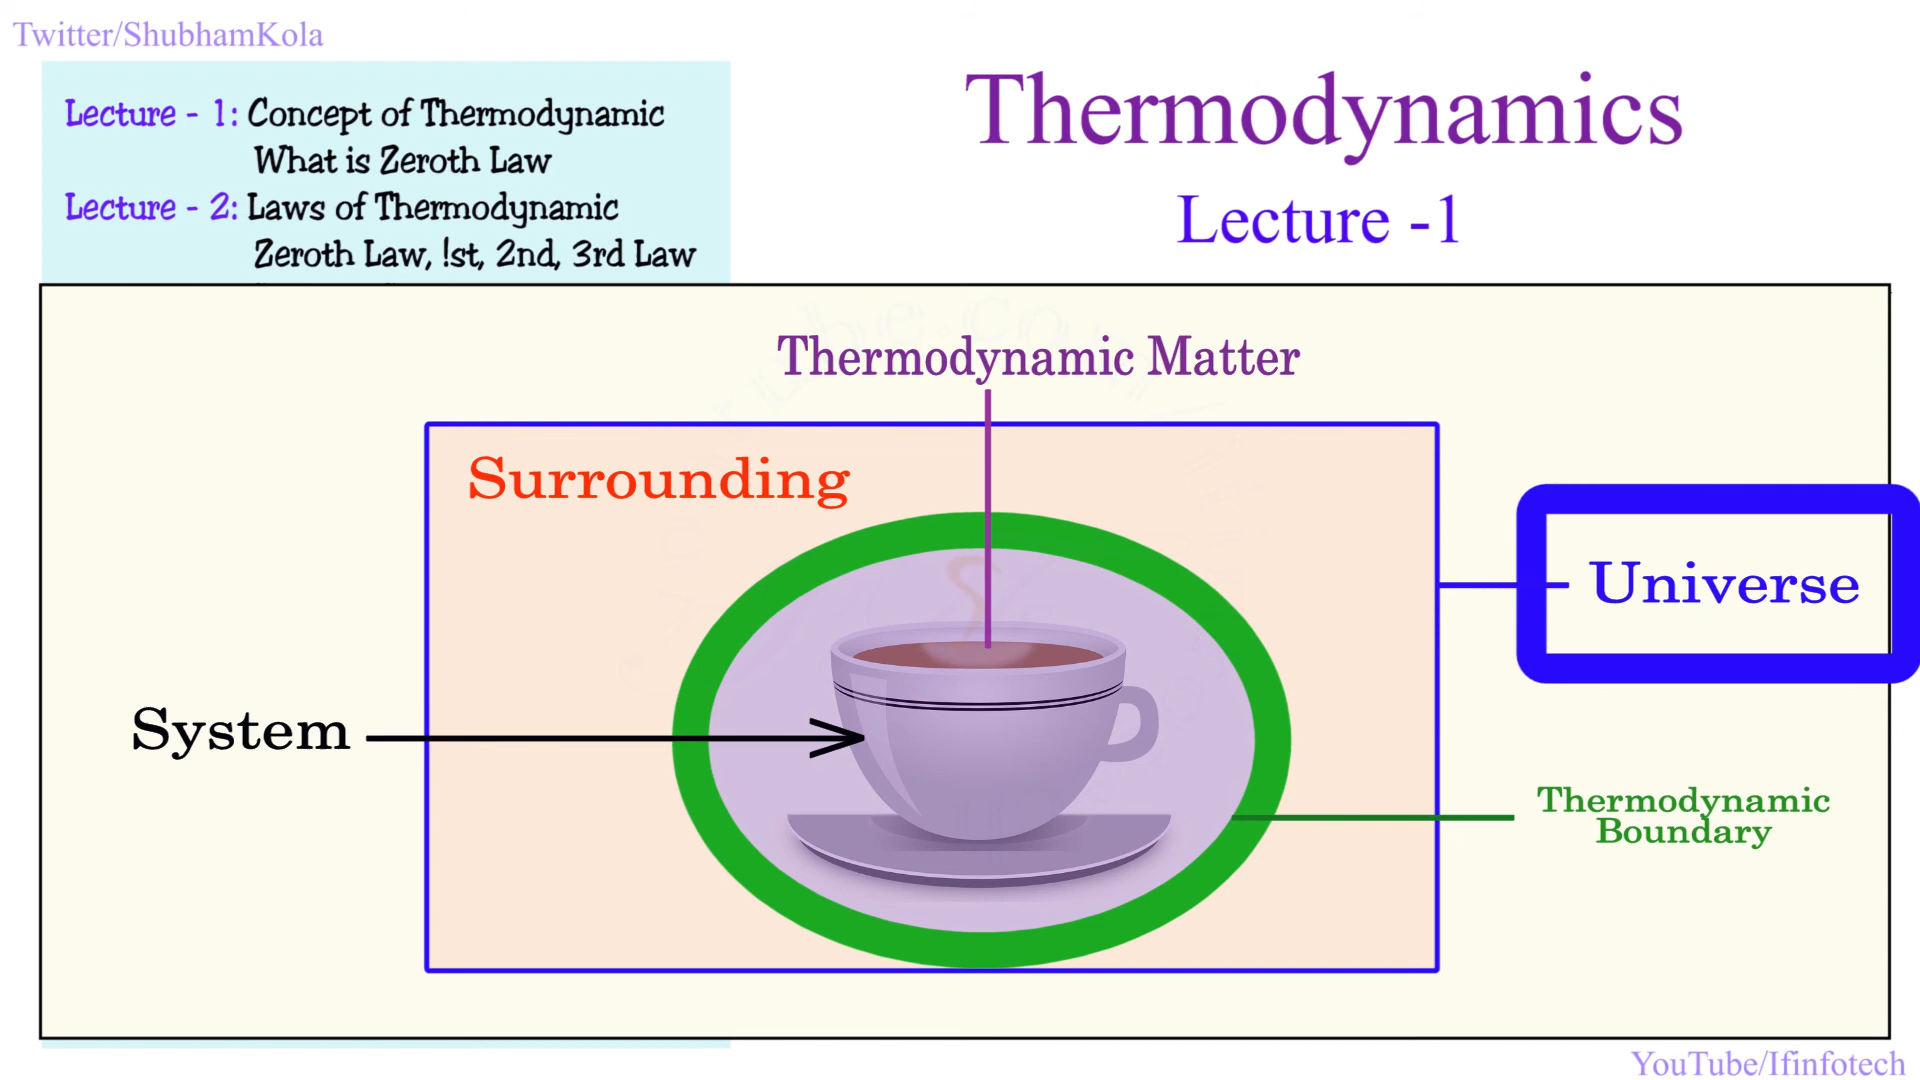 Twitter/ShubhamKola
Lecture - 1: Concept of Thermodynamic
What is Zeroth Law
Lecture - 2: Laws of Thermodynamic
Zeroth Law, !st, 2nd, 3rd Law
Thermodynamics
Lecture -1
Thermodynamic Matter
Surrounding
Universe
System
Thermodynamic
Boundary
YouTube/Ifinfotech